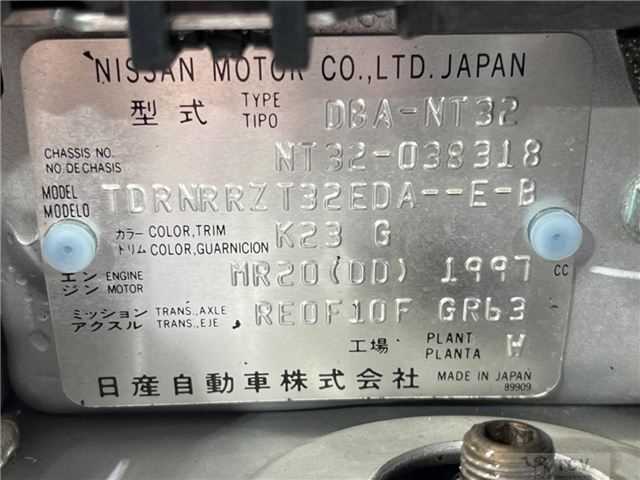 NISSAN MOTOR CO.,LTD. JAPAN
型式 TYPE TIPO DBA-NT32
CHASSIS NO. NO. DE CHASIS NT32-038318
MODEL MODELO TDRNRRZT32EDA--E-B
カラー COLOR,TRIM トリム COLOR,GUARNICION K23 G
エンジン ENGINE MOTOR MR20(DD) 1997 CC
ミッション TRANS.,AXLE アクスル TRANS.,EJE RE0F10F GR63
工場 PLANT PLANTA W
日産自動車株式会社 MADE IN JAPAN
89909